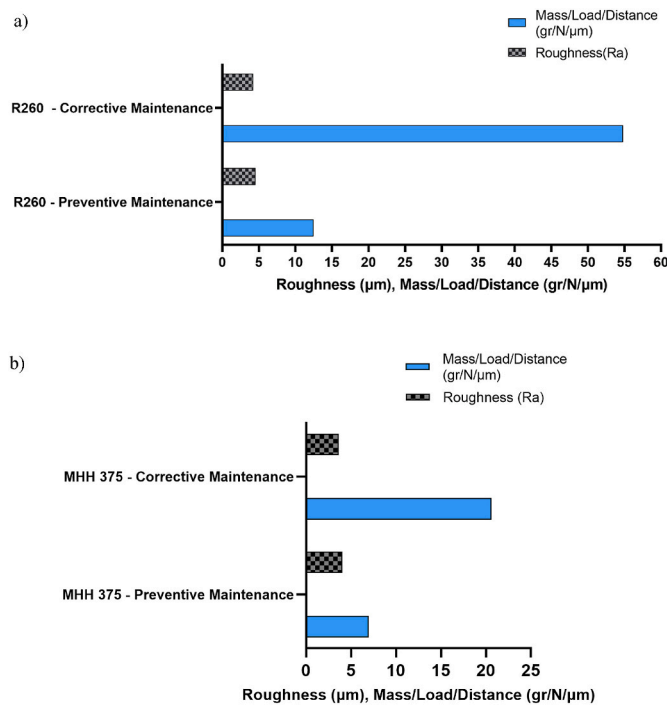 a)
Mass/Load/Distance
(gr/N/µm)
Roughness(Ra)
R260 - Corrective Maintenance
R260 - Preventive Maintenance
0 5 10 15 20 25 30 35 40 45 50 55 60
Roughness (µm), Mass/Load/Distance (gr/N/µm)
b)
Mass/Load/Distance
(gr/N/µm)
Roughness (Ra)
MHH 375 - Corrective Maintenance
MHH 375 - Preventive Maintenance
0 5 10 15 20 25
Roughness (µm), Mass/Load/Distance (gr/N/µm)